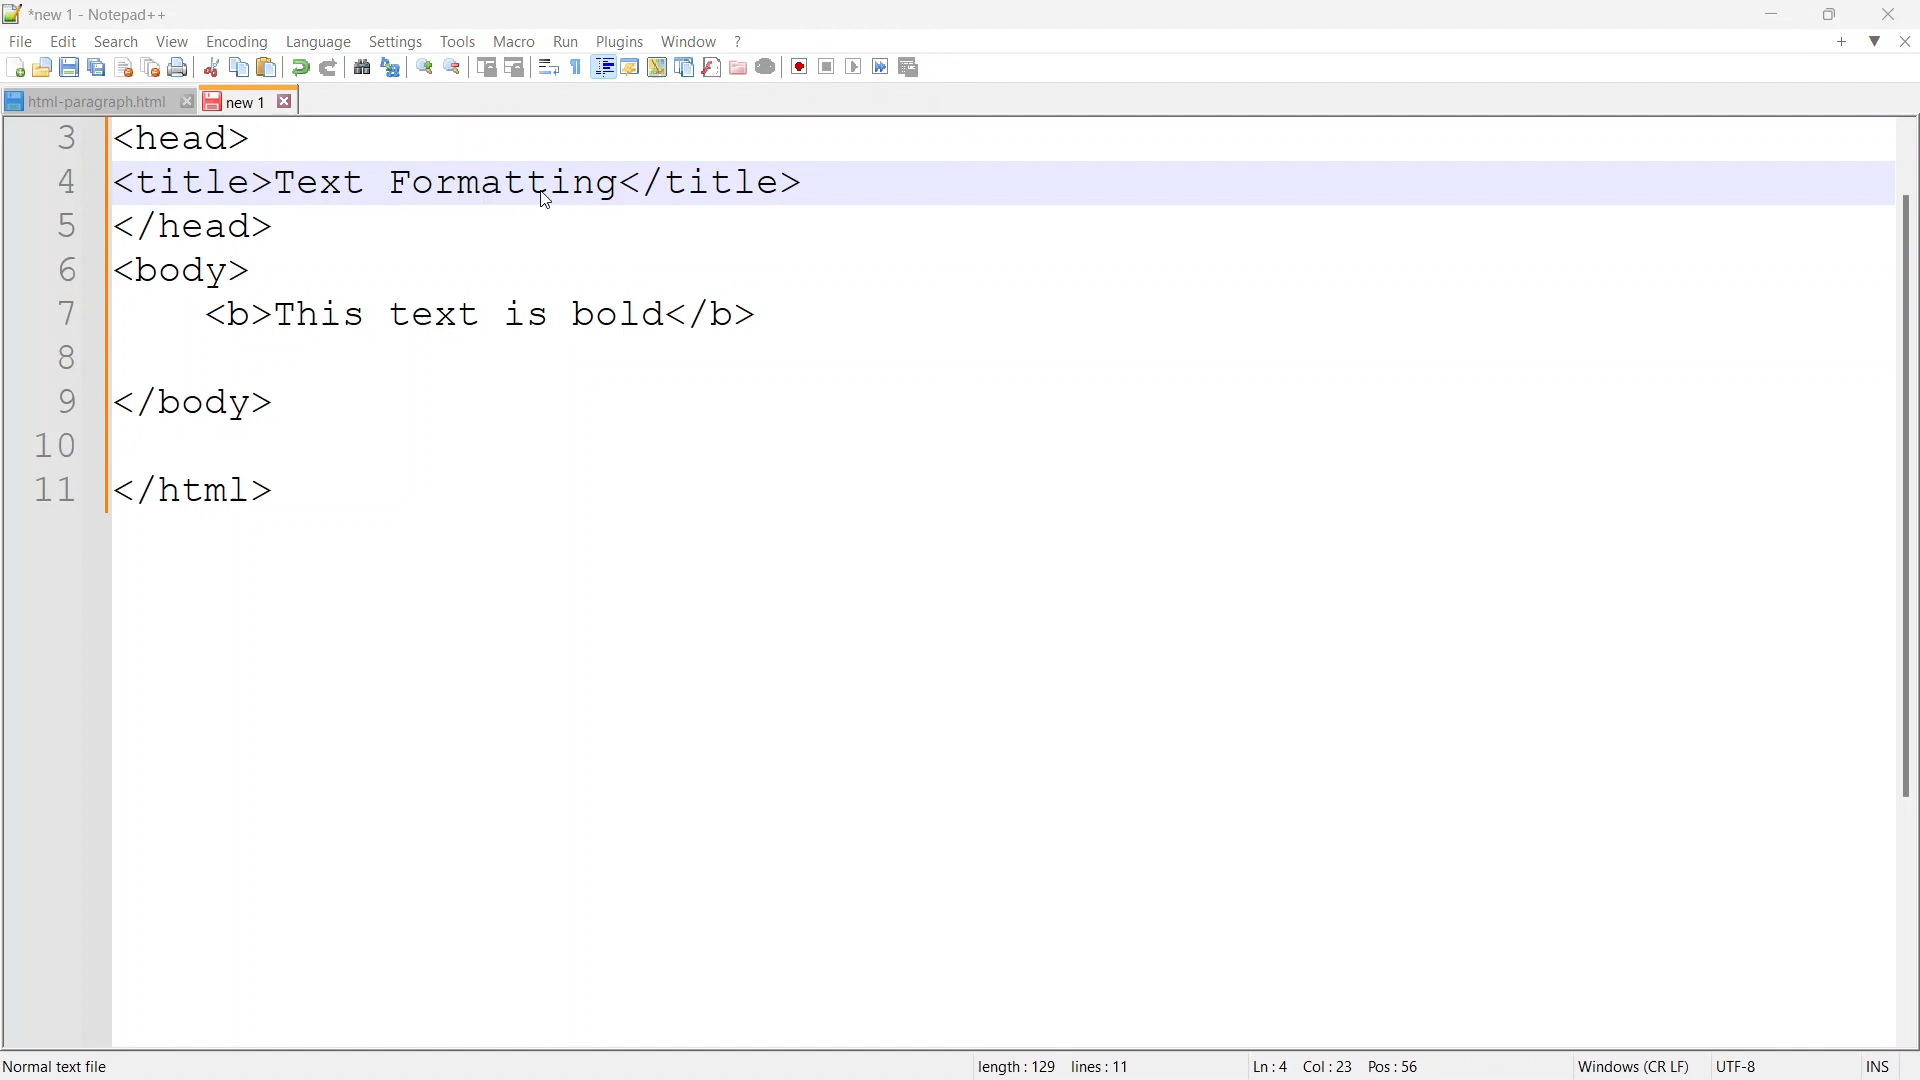 *new 1 - Notepad++
File Edit Search View Encoding Language Settings Tools Macro Run Plugins Window ?
html-paragraph.html new 1
3 <head>
4 <title>Text Formatting</title>
5 </head>
6 <body>
7 <b>This text is bold</b>
8
9 </body>
10
11 </html>
Normal text file length : 129 lines : 11 Ln : 4 Col : 23 Pos : 56 Windows (CR LF) UTF-8 INS